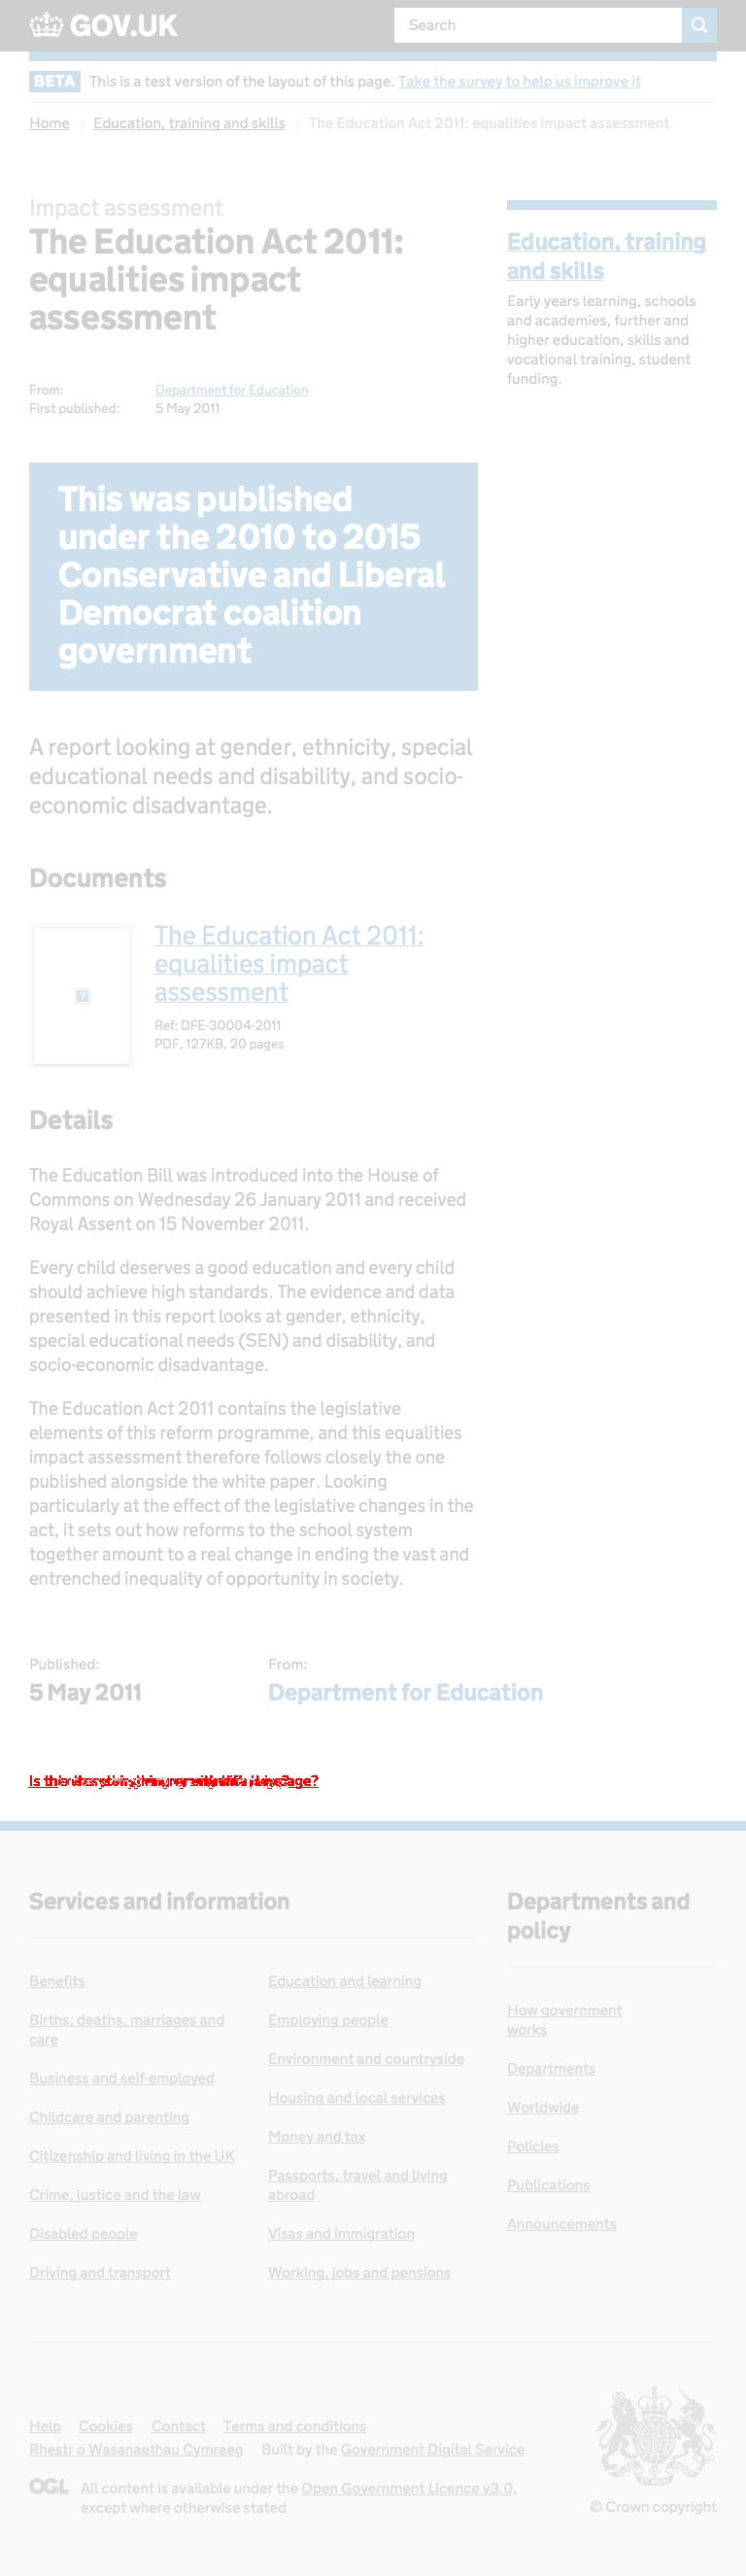 GOV.UK
Search
BETA This is a test version of the layout of this page. Take the survey to help us improve it
Home Education, training and skills The Education Act 2011: equalities impact assessment
Impact assessment
The Education Act 2011:
equalities impact
assessment
Education, training
and skills
Early years learning, schools
and academies, further and
higher education, skills and
vocational training, student
funding.
From: Department for Education
First published: 5 May 2011
This was published
under the 2010 to 2015
Conservative and Liberal
Democrat coalition
government
A report looking at gender, ethnicity, special
educational needs and disability, and socio-
economic disadvantage.
Documents
The Education Act 2011:
equalities impact
assessment
Ref: DFE-30004-2011
PDF, 127KB, 20 pages
Details
The Education Bill was introduced into the House of
Commons on Wednesday 26 January 2011 and received
Royal Assent on 15 November 2011.
Every child deserves a good education and every child
should achieve high standards. The evidence and data
presented in this report looks at gender, ethnicity,
special educational needs (SEN) and disability, and
socio-economic disadvantage.
The Education Act 2011 contains the legislative
elements of this reform programme, and this equalities
impact assessment therefore follows closely the one
published alongside the white paper. Looking
particularly at the effect of the legislative changes in the
act, it sets out how reforms to the school system
together amount to a real change in ending the vast and
entrenched inequality of opportunity in society.
Published:
5 May 2011
From:
Department for Education
Is
Services and information
Benefits
Births, deaths, marriages and
care
Business and self-employed
Childcare and parenting
Citizenship and living in the UK
Crime, justice and the law
Disabled people
Driving and transport
Education and learning
Employing people
Environment and countryside
Housing and local services
Money and tax
Passports, travel and living
abroad
Visas and immigration
Working, jobs and pensions
Departments and
policy
How government
works
Departments
Worldwide
Policies
Publications
Announcements
Help Cookies Contact Terms and conditions
Rhestr o Wasanaethau Cymraeg Built by the Government Digital Service
OGL All content is available under the Open Government Licence v3.0,
except where otherwise stated
© Crown copyright